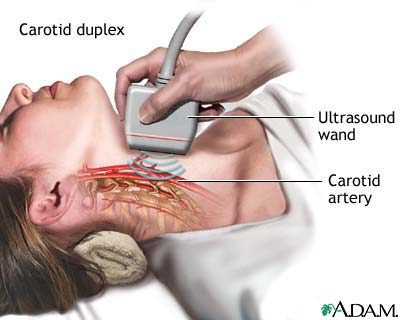 Carotid duplex
Ultrasound
wand
Carotid
artery
A.D.A.M.